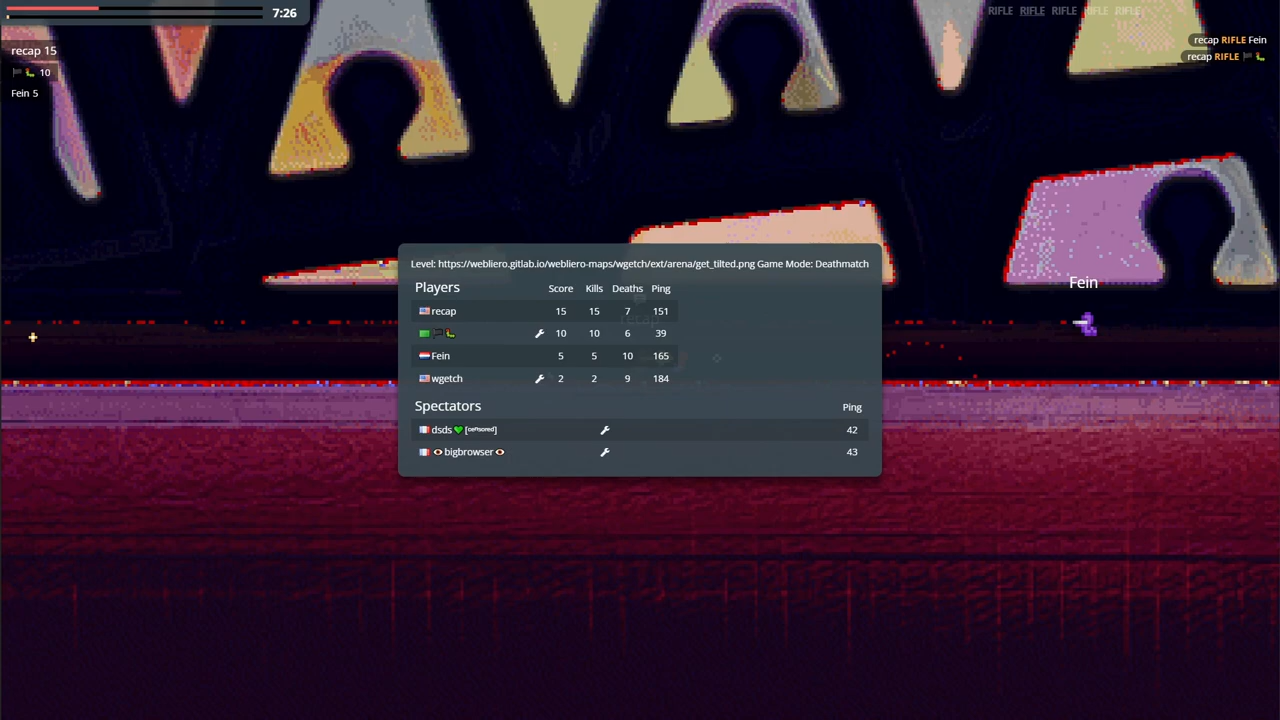 7:26
RIFLE RIFLE RIFLE RIFLE RIFLE
recap 15
10
Fein 5
recap RIFLE Fein
recap RIFLE
Level: https://webliero.gitlab.io/webliero-maps/wgetch/ext/arena/get_tilted.png Game Mode: Deathmatch
Players Score Kills Deaths Ping
recap 15 15 7 151
10 10 6 39
Fein 5 5 10 165
wgetch 2 2 9 184
Spectators Ping
dsds [censored] 42
bigbrowser 43
Fein
recap